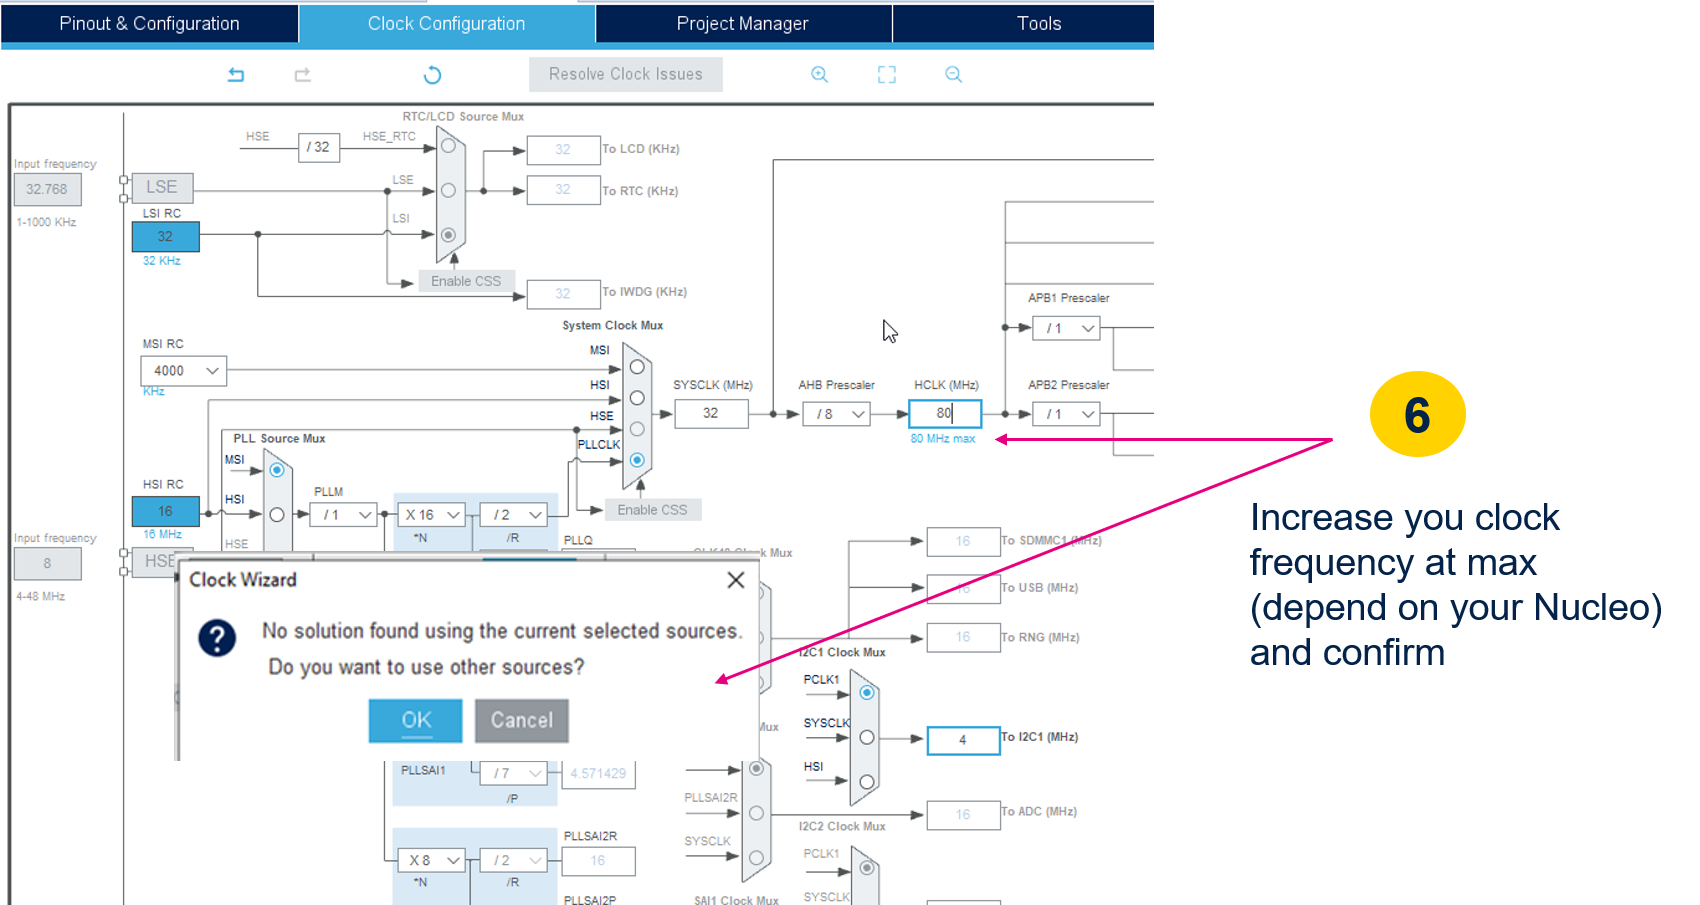 Pinout & Configuration
Clock Configuration
Project Manager
Tools
Resolve Clock Issues
RTC/LCD Source Mux
HSE
/ 32
HSE_RTC
32
To LCD (KHz)
Input frequency
32.768
1-1000 KHz
LSE
LSE
32
To RTC (KHz)
LSI RC
32
32 KHz
LSI
Enable CSS
32
To IWDG (KHz)
System Clock Mux
APB1 Prescaler
/ 1
MSI RC
4000
KHz
MSI
HSI
HSE
PLLCLK
SYSCLK (MHz)
32
AHB Prescaler
/ 8
HCLK (MHz)
80
80 MHz max
APB2 Prescaler
/ 1
PLL Source Mux
MSI
HSI
HSE
HSI RC
16
16 MHz
PLLM
/ 1
X 16
*N
/ 2
/R
PLLQ
Enable CSS
Input frequency
8
4-48 MHz
HSE
k Mux
16
To SDMMC1 (MHz)
16
To USB (MHz)
16
To RNG (MHz)
Clock Wizard
No solution found using the current selected sources.
Do you want to use other sources?
OK
Cancel
I2C1 Clock Mux
PCLK1
SYSCLK
HSI
4
To I2C1 (MHz)
Mux
PLLSAI1
/ 7
/P
4.571429
PLLSAI2R
SYSCLK
16
To ADC (MHz)
I2C2 Clock Mux
PCLK1
SYSCLK
X 8
*N
/ 2
/R
PLLSAI2R
16
PLLSAI2P
SAI1 Clock Mux
6
Increase you clock
frequency at max
(depend on your Nucleo)
and confirm